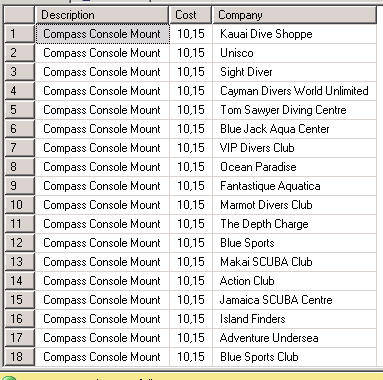 Description Cost Company
1 Compass Console Mount 10,15 Kauai Dive Shoppe
2 Compass Console Mount 10,15 Unisco
3 Compass Console Mount 10,15 Sight Diver
4 Compass Console Mount 10,15 Cayman Divers World Unlimited
5 Compass Console Mount 10,15 Tom Sawyer Diving Centre
6 Compass Console Mount 10,15 Blue Jack Aqua Center
7 Compass Console Mount 10,15 VIP Divers Club
8 Compass Console Mount 10,15 Ocean Paradise
9 Compass Console Mount 10,15 Fantastique Aquatica
10 Compass Console Mount 10,15 Marmot Divers Club
11 Compass Console Mount 10,15 The Depth Charge
12 Compass Console Mount 10,15 Blue Sports
13 Compass Console Mount 10,15 Makai SCUBA Club
14 Compass Console Mount 10,15 Action Club
15 Compass Console Mount 10,15 Jamaica SCUBA Centre
16 Compass Console Mount 10,15 Island Finders
17 Compass Console Mount 10,15 Adventure Undersea
18 Compass Console Mount 10,15 Blue Sports Club